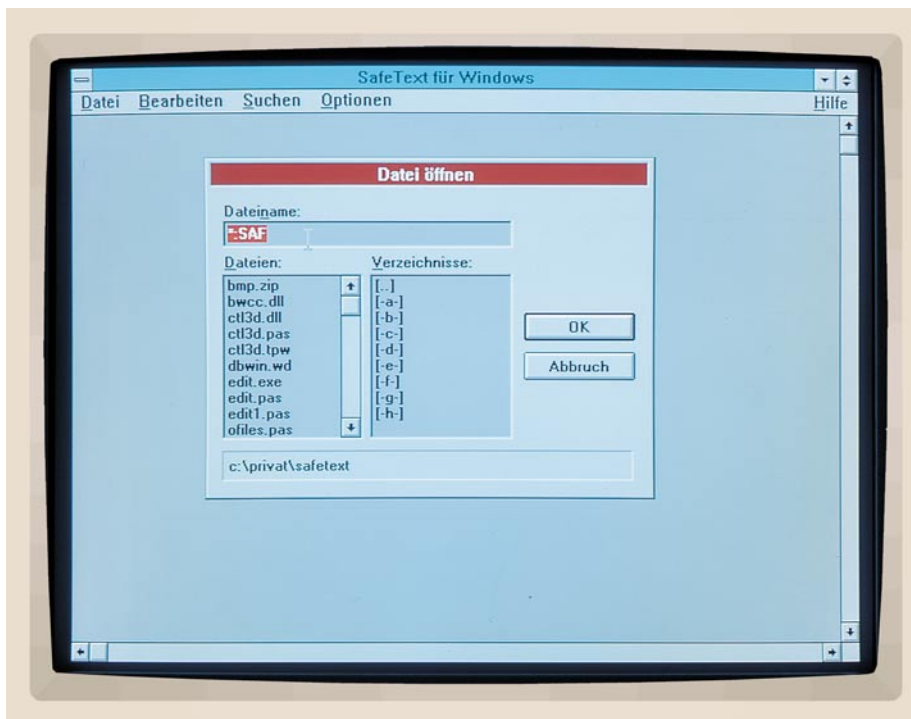 SafeText für Windows
Datei Bearbeiten Suchen Optionen Hilfe
Datei öffnen
Dateiname:
*.SAF
Dateien:
bmp.zip
bwcc.dll
ctl3d.dll
ctl3d.pas
ctl3d.tpw
dbwin.wd
edit.exe
edit.pas
edit1.pas
ofiles.pas
Verzeichnisse:
[..]
[-a-]
[-b-]
[-c-]
[-d-]
[-e-]
[-f-]
[-g-]
[-h-]
OK
Abbruch
c:\privat\safetext